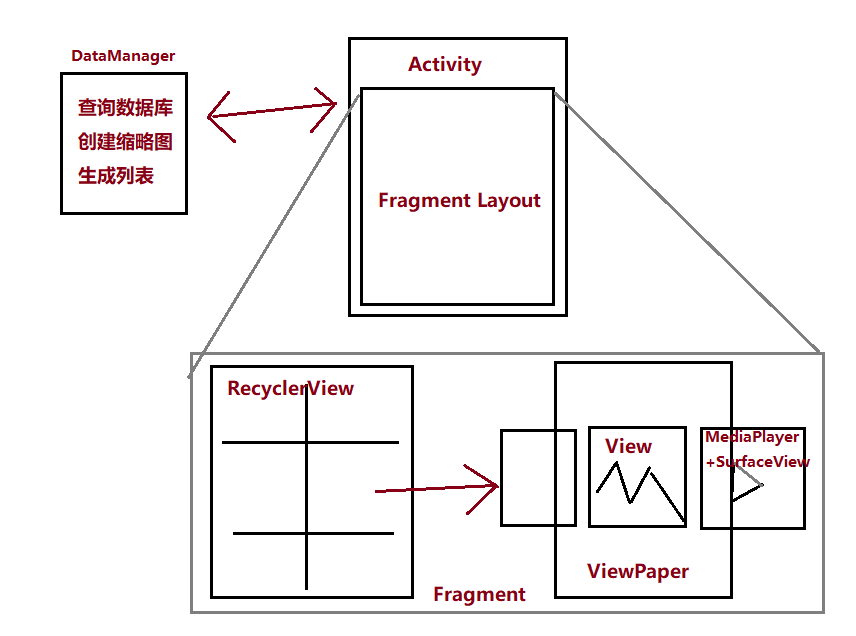 DataManager
查询数据库
创建缩略图
生成列表
Activity
Fragment Layout
RecyclerView
View
MediaPlayer
+SurfaceView
ViewPaper
Fragment